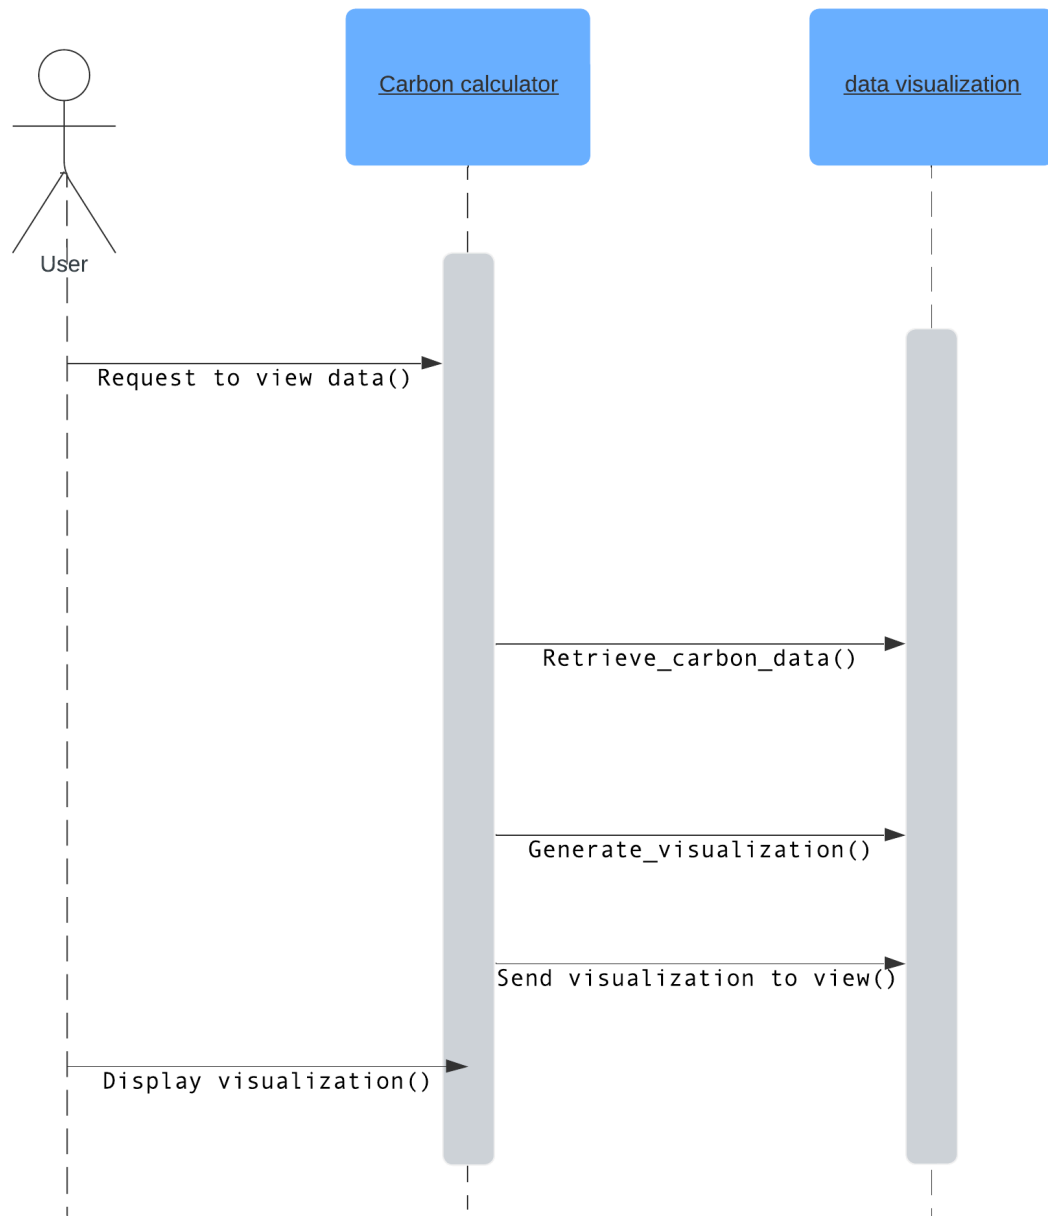 Carbon calculator
data visualization
User
Request to view data()
Retrieve_carbon_data()
Generate_visualization()
Send visualization to view()
Display visualization()